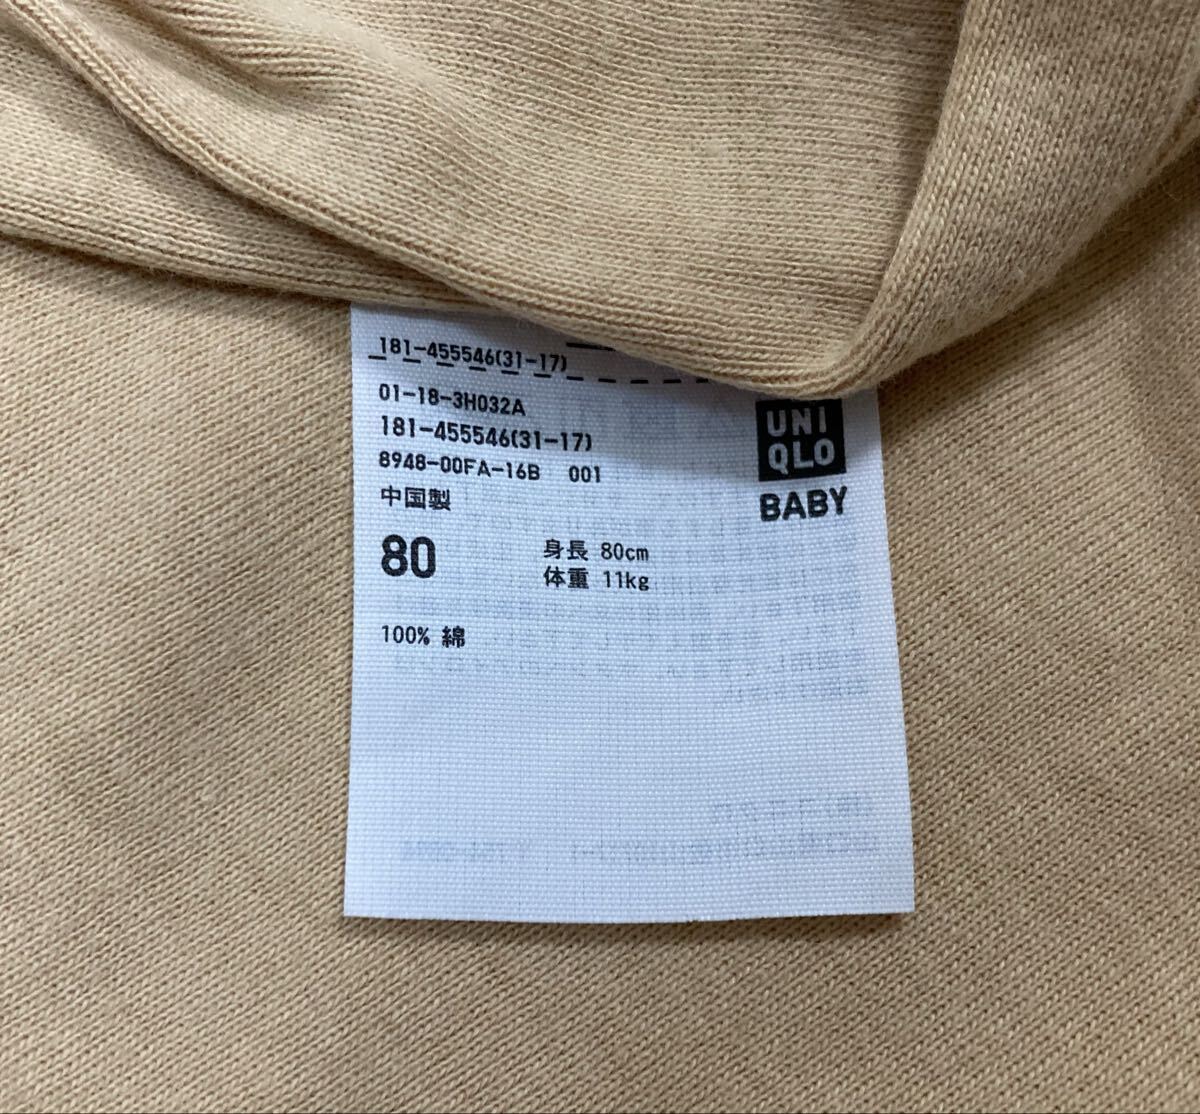 181-455546(31-17)
01-18-3H032A
181-455546(31-17)
8948-00FA-16B 001
中国製
UNI
QLO
BABY
80
身長 80cm
体重 11kg
100% 綿